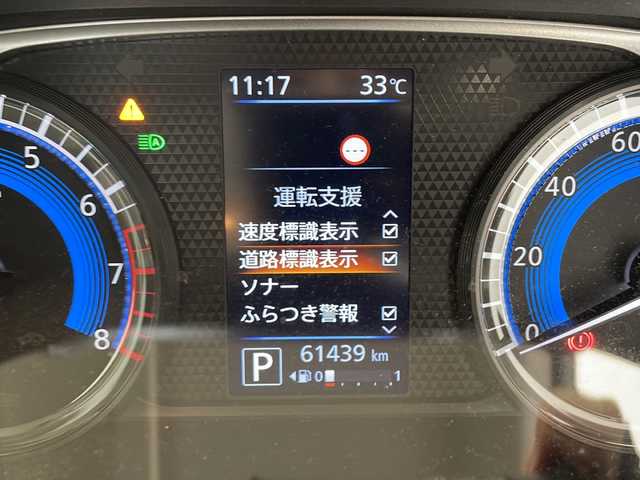 11:17 33℃
---
運転支援
速度標識表示
道路標識表示
ソナー
ふらつき警報
P 61439 km
0 1
5
6
7
8
60
40
20
0
A